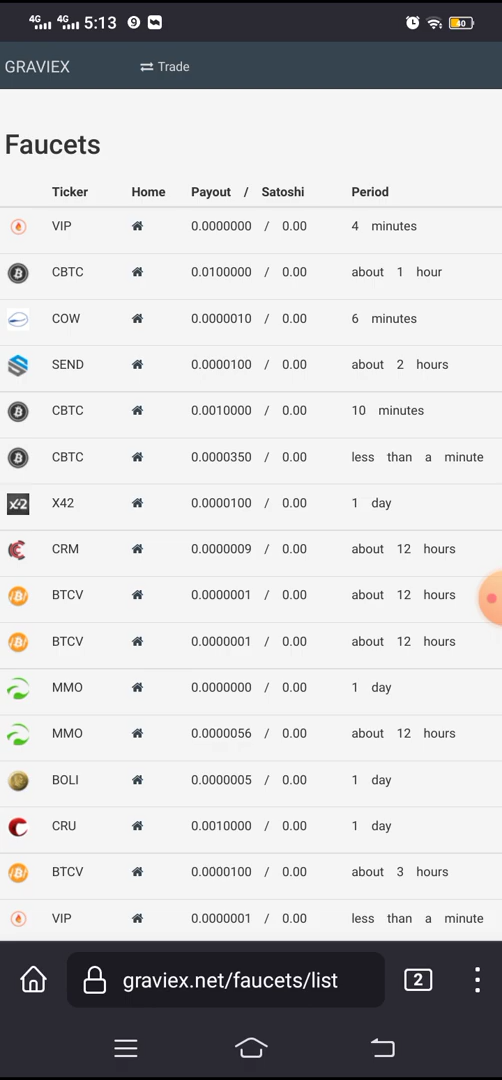 4G 4G 5:13 9 40
GRAVIEX Trade
Faucets
Ticker Home Payout / Satoshi Period
VIP 0.0000000 / 0.00 4 minutes
CBTC 0.0100000 / 0.00 about 1 hour
COW 0.0000010 / 0.00 6 minutes
SEND 0.0000100 / 0.00 about 2 hours
CBTC 0.0010000 / 0.00 10 minutes
CBTC 0.0000350 / 0.00 less than a minute
X42 X42 0.0000100 / 0.00 1 day
CRM 0.0000009 / 0.00 about 12 hours
BTCV 0.0000001 / 0.00 about 12 hours
BTCV 0.0000001 / 0.00 about 12 hours
MMO 0.0000000 / 0.00 1 day
MMO 0.0000056 / 0.00 about 12 hours
BOLI 0.0000005 / 0.00 1 day
CRU 0.0010000 / 0.00 1 day
BTCV 0.0000100 / 0.00 about 3 hours
VIP 0.0000001 / 0.00 less than a minute
graviex.net/faucets/list 2